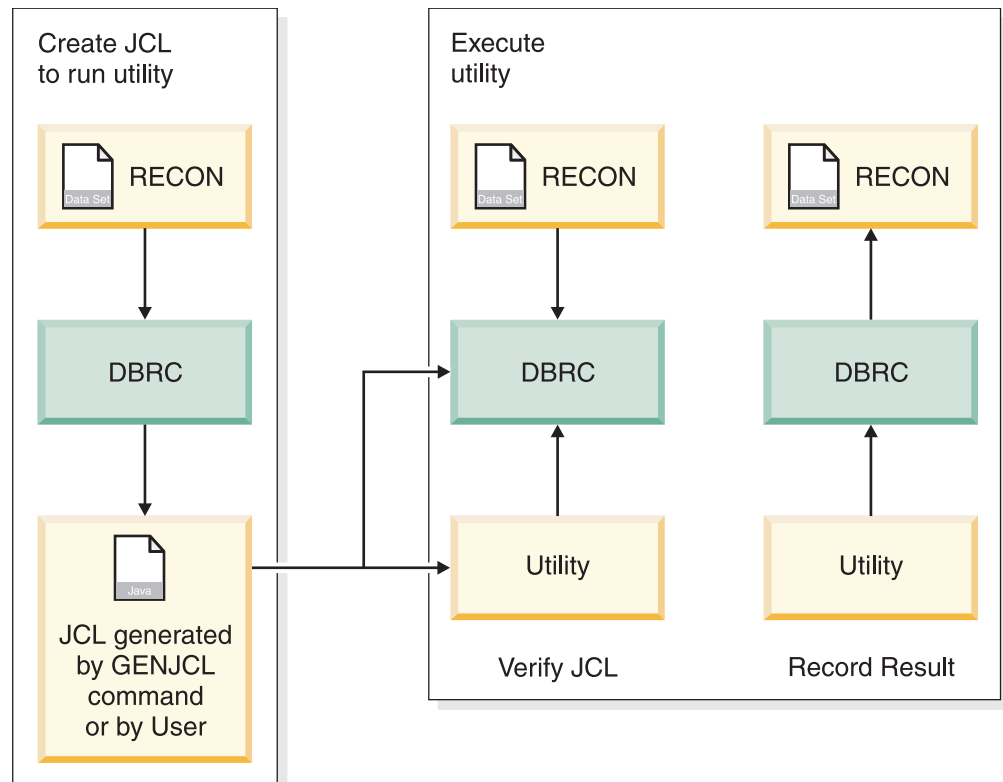 Create JCL
to run utility
Data Set
RECON
DBRC
Java
JCL generated
by GENJCL
command
or by User
Execute
utility
Data Set
RECON
DBRC
Utility
Verify JCL
Data Set
RECON
DBRC
Utility
Record Result